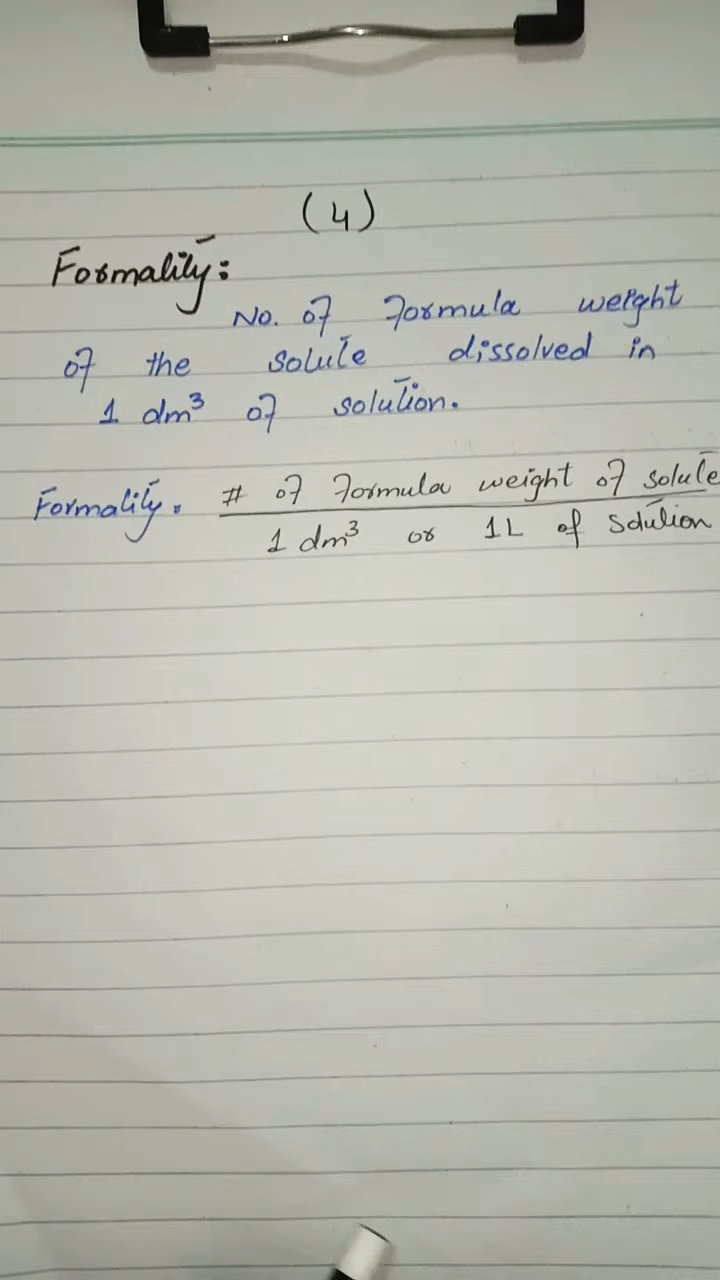 (4)
Formality:
No. of Formula weight
of the solute dissolved in
1 dm³ of solution.
Formality = # of Formula weight of solute
1 dm³ or 1L of solution